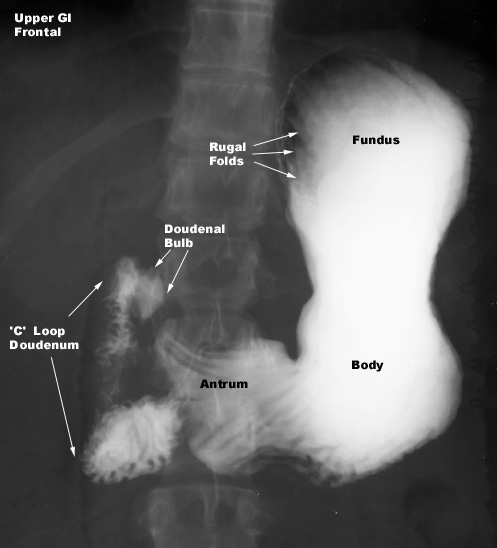 Upper GI
Frontal
Rugal
Folds
Fundus
Doudenal
Bulb
'C' Loop
Doudenum
Antrum
Body